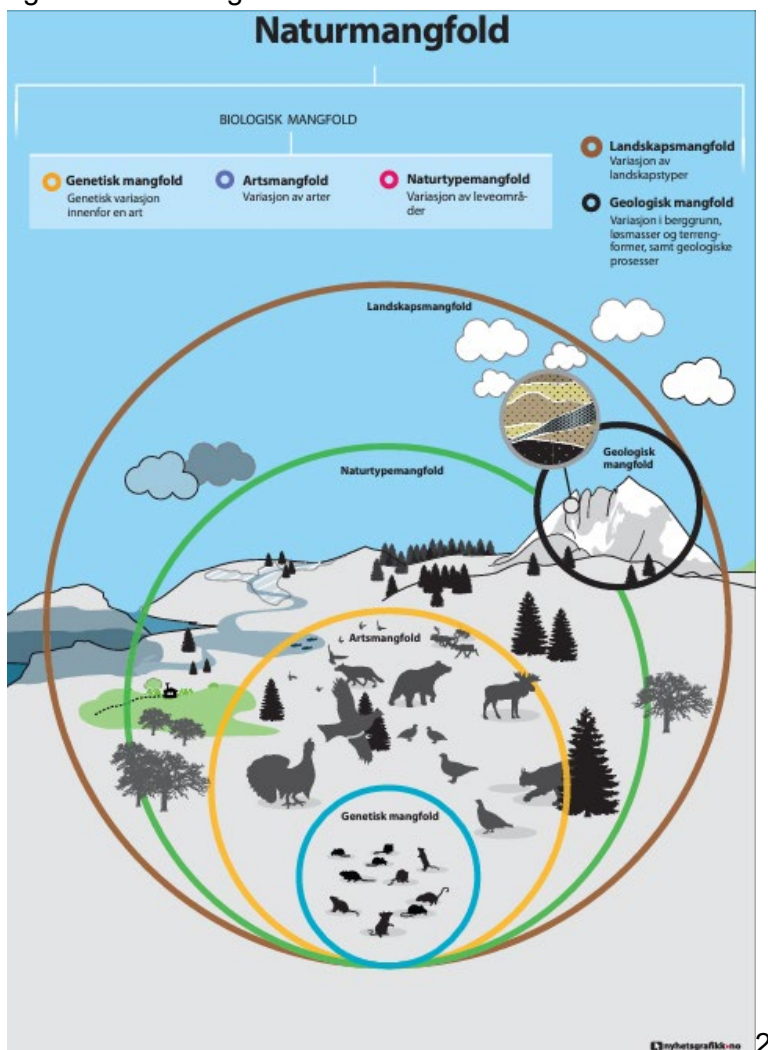 Naturmangfold
BIOLOGISK MANGFOLD
Genetisk mangfold
Genetisk variasjon
innenfor en art
Artsmangfold
Variasjon av arter
Naturtypemangfold
Variasjon av leveområ-
der
Landskapsmangfold
Variasjon av
landskapstyper
Geologisk mangfold
Variasjon i berggrunn,
løsmasser og terreng-
former, samt geologiske
prosesser
Landskapsmangfold
Geologisk
mangfold
Naturtypemangfold
Artsmangfold
Genetisk mangfold
nyhetsgrafikk.no
2